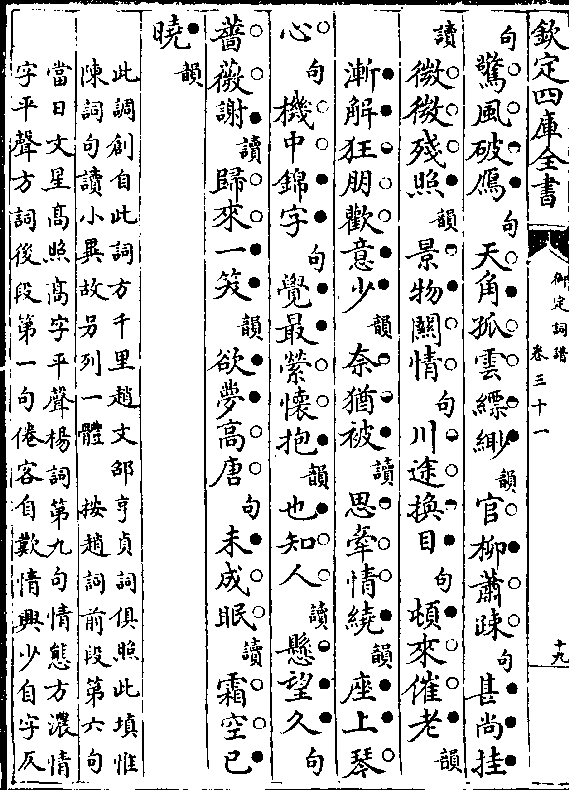 欽定四庫全書
御定詞譜
卷三十一
十九
句驚風破鴈句天角孤雲縹緲韻官柳蕭疎句甚尚挂
讀微微殘照韻景物關情句川途換目句頓來催老韻
漸解狂朋歡意少韻奈猶被讀思牽情繞韻座上琴
心句機中錦字句覺最縈懷抱韻也知人讀懸望久句
薔薇謝讀歸來一笑韻欲夢高唐句未成眠讀霜空已
曉韻
此調創自此詞方千里趙文邵亨貞詞俱照此填惟
陳詞句讀小異故另列一體 按趙詞前段第六句
當日文星高照高字平聲楊詞第九句情態方濃情
字平聲方詞後段第一句倦客自歎情興少自字仄